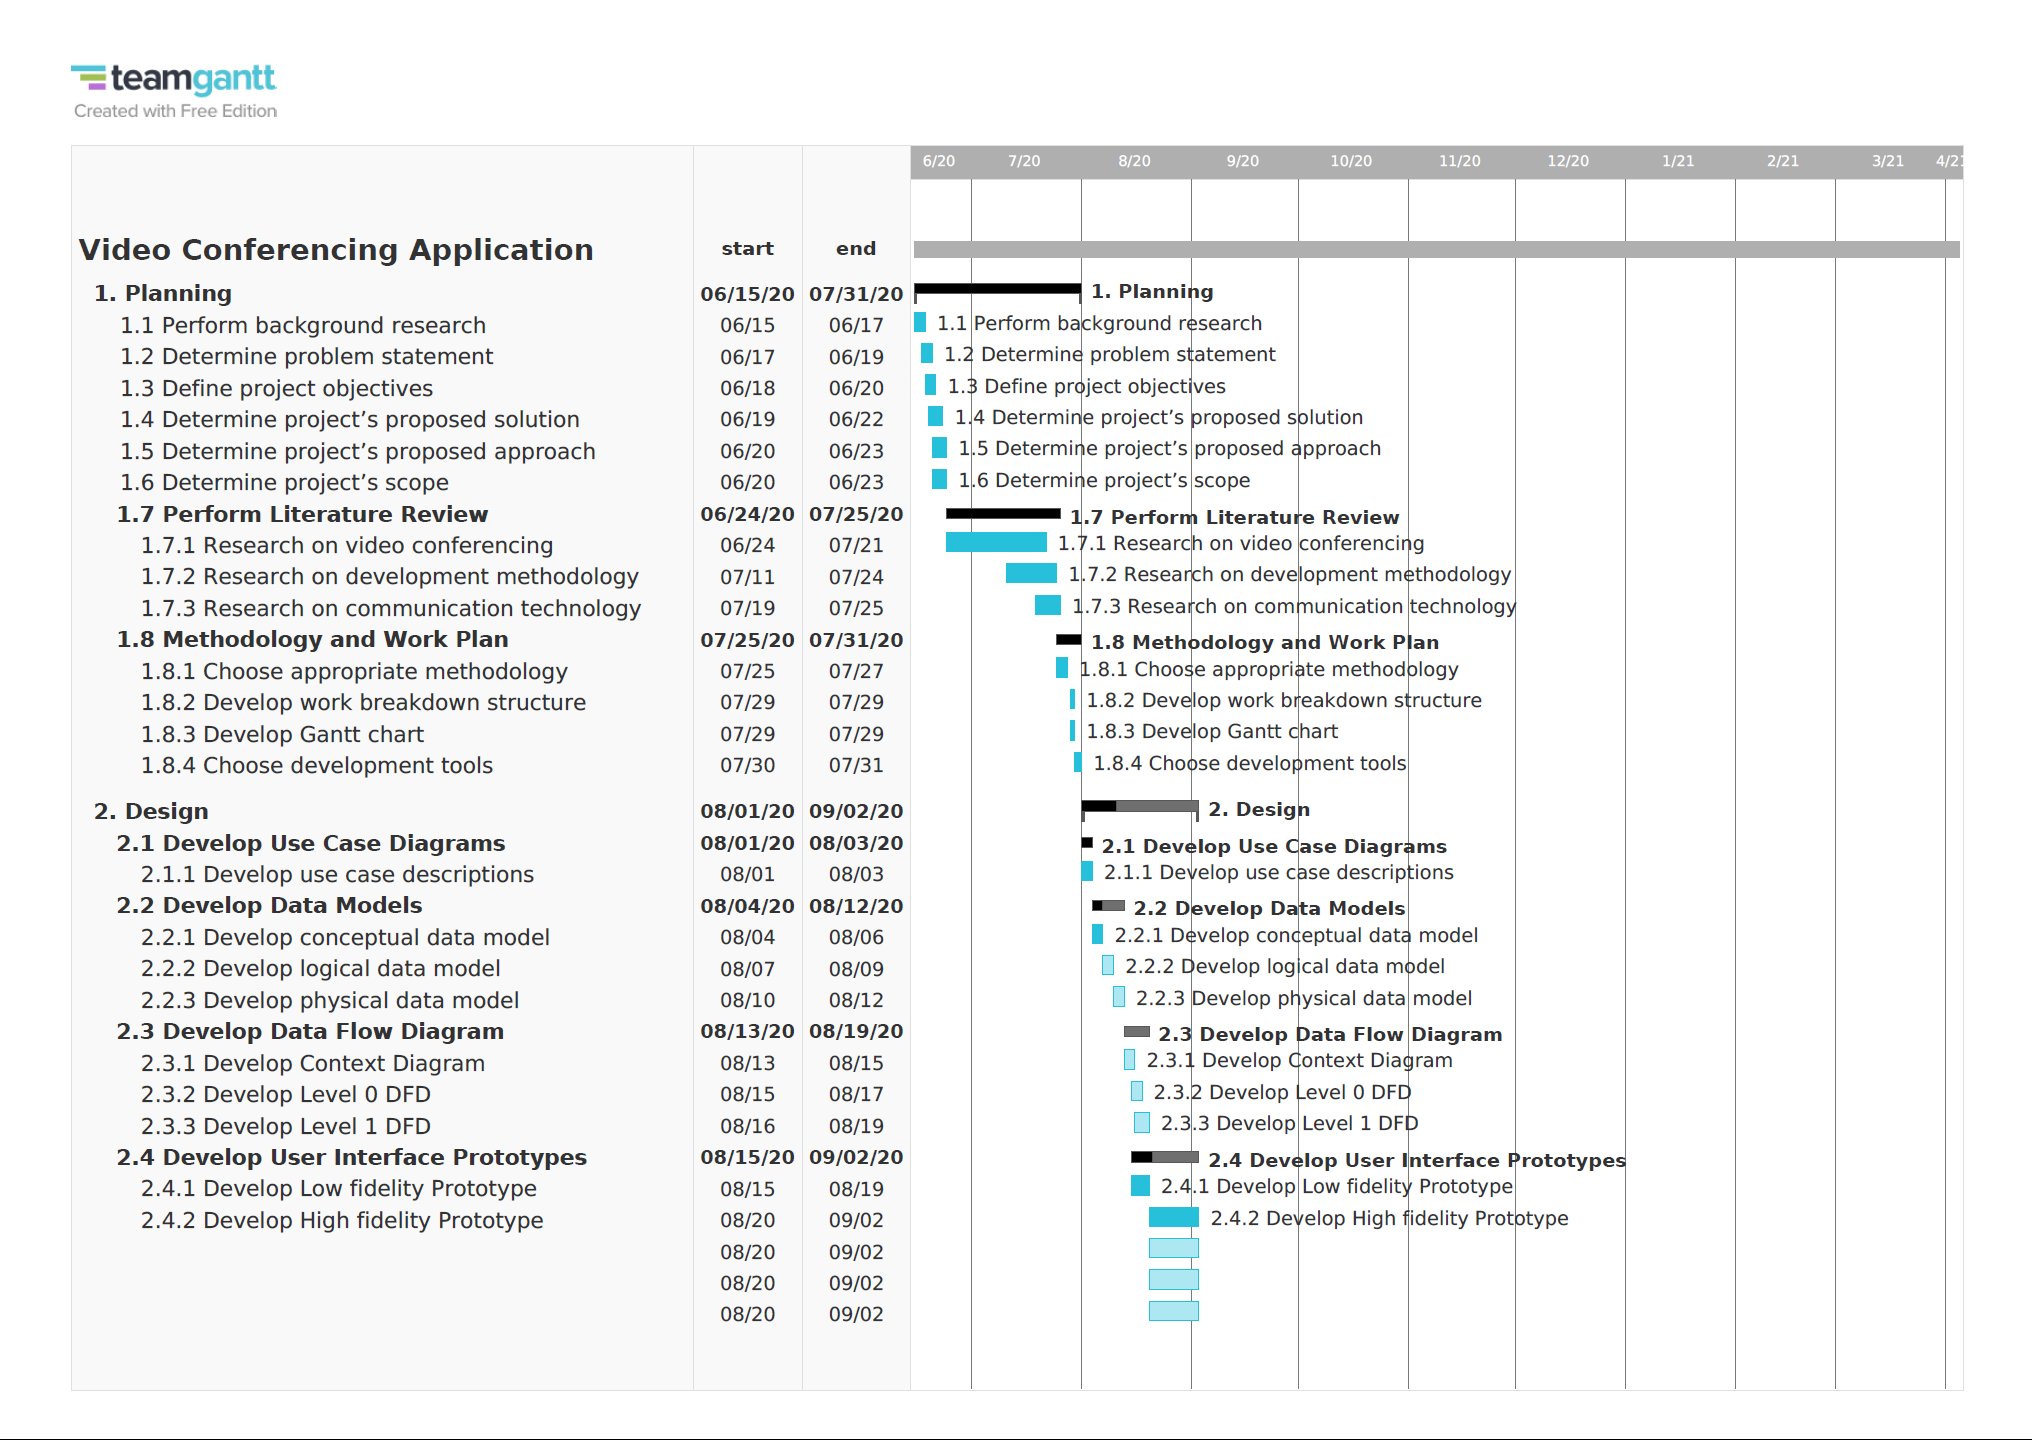 teamgantt
Created with Free Edition
6/20 7/20 8/20 9/20 10/20 11/20 12/20 1/21 2/21 3/21 4/21
Video Conferencing Application start end
1. Planning 06/15/20 07/31/20 1. Planning
1.1 Perform background research 06/15 06/17 1.1 Perform background research
1.2 Determine problem statement 06/17 06/19 1.2 Determine problem statement
1.3 Define project objectives 06/18 06/20 1.3 Define project objectives
1.4 Determine project’s proposed solution 06/19 06/22 1.4 Determine project’s proposed solution
1.5 Determine project’s proposed approach 06/20 06/23 1.5 Determine project’s proposed approach
1.6 Determine project’s scope 06/20 06/23 1.6 Determine project’s scope
1.7 Perform Literature Review 06/24/20 07/25/20 1.7 Perform Literature Review
1.7.1 Research on video conferencing 06/24 07/21 1.7.1 Research on video conferencing
1.7.2 Research on development methodology 07/11 07/24 1.7.2 Research on development methodology
1.7.3 Research on communication technology 07/19 07/25 1.7.3 Research on communication technology
1.8 Methodology and Work Plan 07/25/20 07/31/20 1.8 Methodology and Work Plan
1.8.1 Choose appropriate methodology 07/25 07/27 1.8.1 Choose appropriate methodology
1.8.2 Develop work breakdown structure 07/29 07/29 1.8.2 Develop work breakdown structure
1.8.3 Develop Gantt chart 07/29 07/29 1.8.3 Develop Gantt chart
1.8.4 Choose development tools 07/30 07/31 1.8.4 Choose development tools
2. Design 08/01/20 09/02/20 2. Design
2.1 Develop Use Case Diagrams 08/01/20 08/03/20 2.1 Develop Use Case Diagrams
2.1.1 Develop use case descriptions 08/01 08/03 2.1.1 Develop use case descriptions
2.2 Develop Data Models 08/04/20 08/12/20 2.2 Develop Data Models
2.2.1 Develop conceptual data model 08/04 08/06 2.2.1 Develop conceptual data model
2.2.2 Develop logical data model 08/07 08/09 2.2.2 Develop logical data model
2.2.3 Develop physical data model 08/10 08/12 2.2.3 Develop physical data model
2.3 Develop Data Flow Diagram 08/13/20 08/19/20 2.3 Develop Data Flow Diagram
2.3.1 Develop Context Diagram 08/13 08/15 2.3.1 Develop Context Diagram
2.3.2 Develop Level 0 DFD 08/15 08/17 2.3.2 Develop Level 0 DFD
2.3.3 Develop Level 1 DFD 08/16 08/19 2.3.3 Develop Level 1 DFD
2.4 Develop User Interface Prototypes 08/15/20 09/02/20 2.4 Develop User Interface Prototypes
2.4.1 Develop Low fidelity Prototype 08/15 08/19 2.4.1 Develop Low fidelity Prototype
2.4.2 Develop High fidelity Prototype 08/20 09/02 2.4.2 Develop High fidelity Prototype
08/20 09/02
08/20 09/02
08/20 09/02